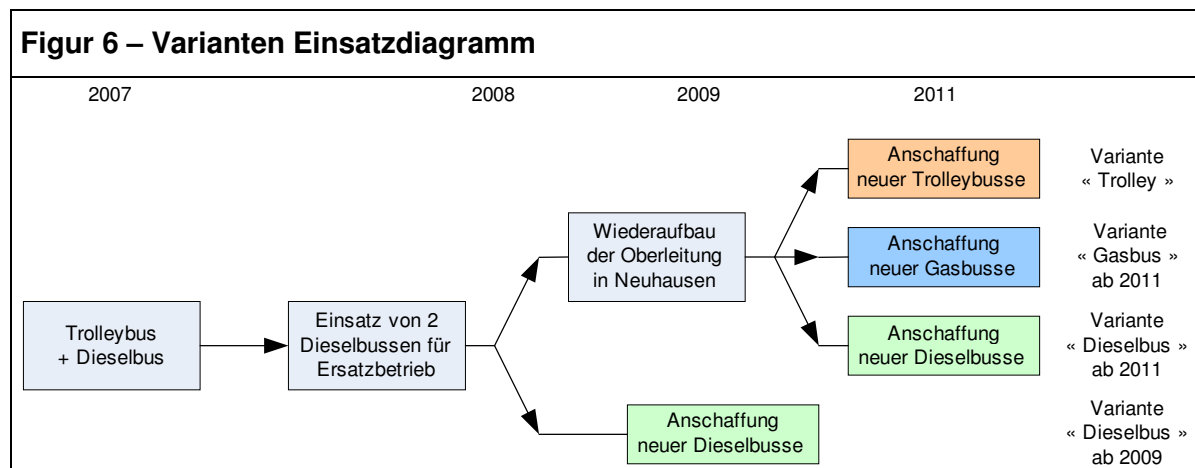 Figur 6 – Varianten Einsatzdiagramm
2007 2008 2009 2011
Anschaffung
neuer Trolleybusse
Variante
« Trolley »
Wiederaufbau
der Oberleitung
in Neuhausen
Anschaffung
neuer Gasbusse
Variante
« Gasbus »
ab 2011
Trolleybus
+ Dieselbus
Einsatz von 2
Dieselbussen für
Ersatzbetrieb
Anschaffung
neuer Dieselbusse
Variante
« Dieselbus »
ab 2011
Anschaffung
neuer Dieselbusse
Variante
« Dieselbus »
ab 2009